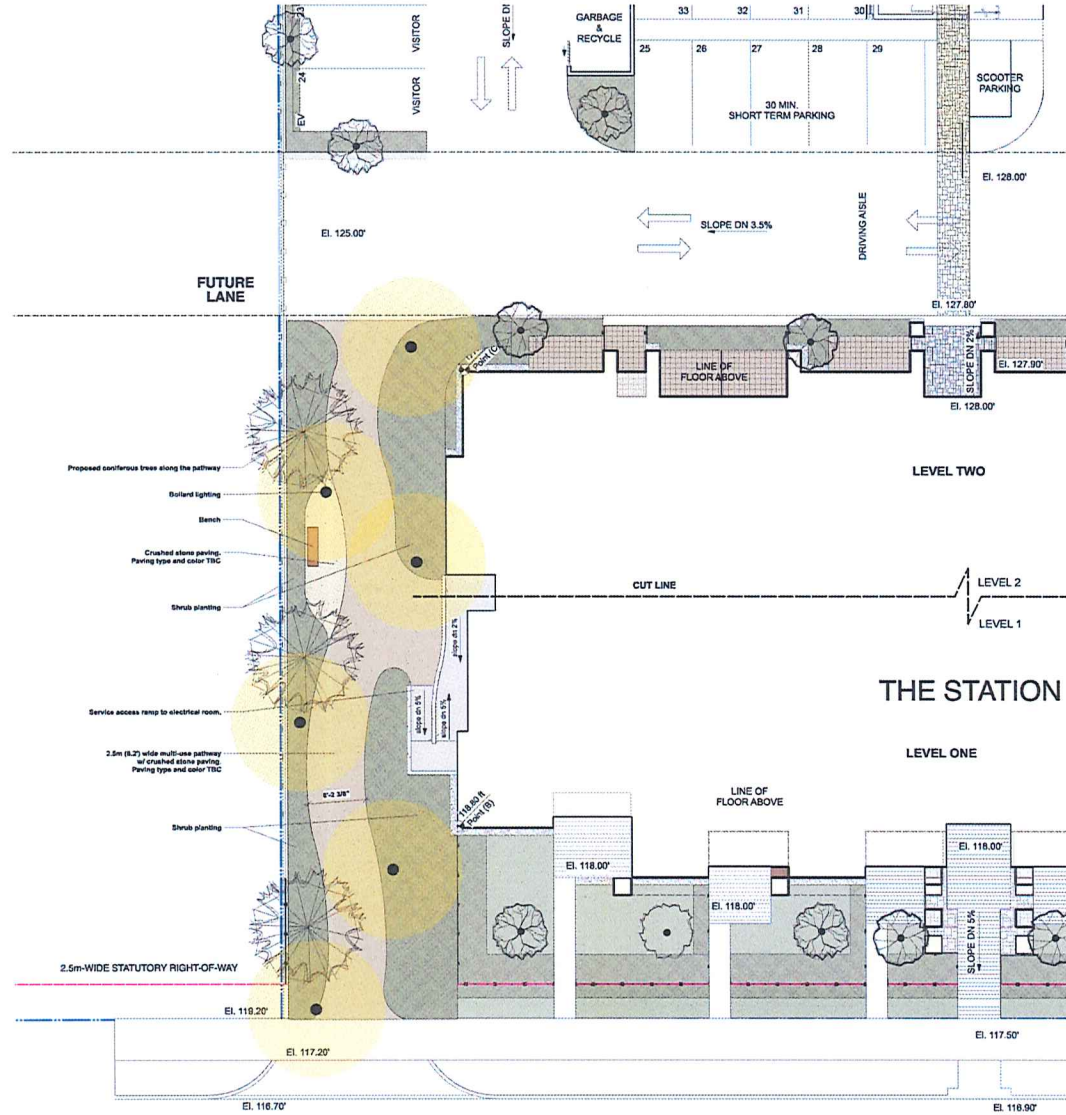 23
VISITOR
SLOPE DN
GARBAGE
&
RECYCLE
33
32
31
30
25
26
27
28
29
24
VISITOR
EV
30 MIN.
SHORT TERM PARKING
SCOOTER
PARKING
El. 128.00'
El. 125.00'
SLOPE DN 3.5%
DRIVING AISLE
FUTURE
LANE
El. 127.80'
Point (C)
LINE OF
FLOOR ABOVE
SLOPE DN 2%
El. 127.90'
El. 128.00'
Proposed coniferous trees along the pathway
LEVEL TWO
Bollard lighting
Bench
Crushed stone paving.
Paving type and color TBC
CUT LINE
LEVEL 2
Shrub planting
LEVEL 1
slope dn 2%
Service access ramp to electrical room.
slope dn 5%
slope dn 5%
THE STATION
2.5m (8.2') wide multi-use pathway
w/ crushed stone paving.
Paving type and color TBC
LEVEL ONE
8'-2 3/8"
LINE OF
FLOOR ABOVE
118.80 ft
Point (B)
Shrub planting
El. 118.00'
El. 118.00'
El. 118.00'
SLOPE DN 5%
2.5m-WIDE STATUTORY RIGHT-OF-WAY
El. 119.20'
El. 117.50'
El. 117.20'
El. 116.70'
El. 116.90'